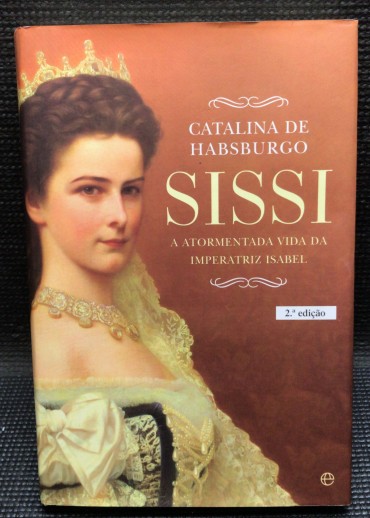 CATALINA DE
HABSBURGO
SISSI
A ATORMENTADA VIDA DA
IMPERATRIZ ISABEL
2.ª edição